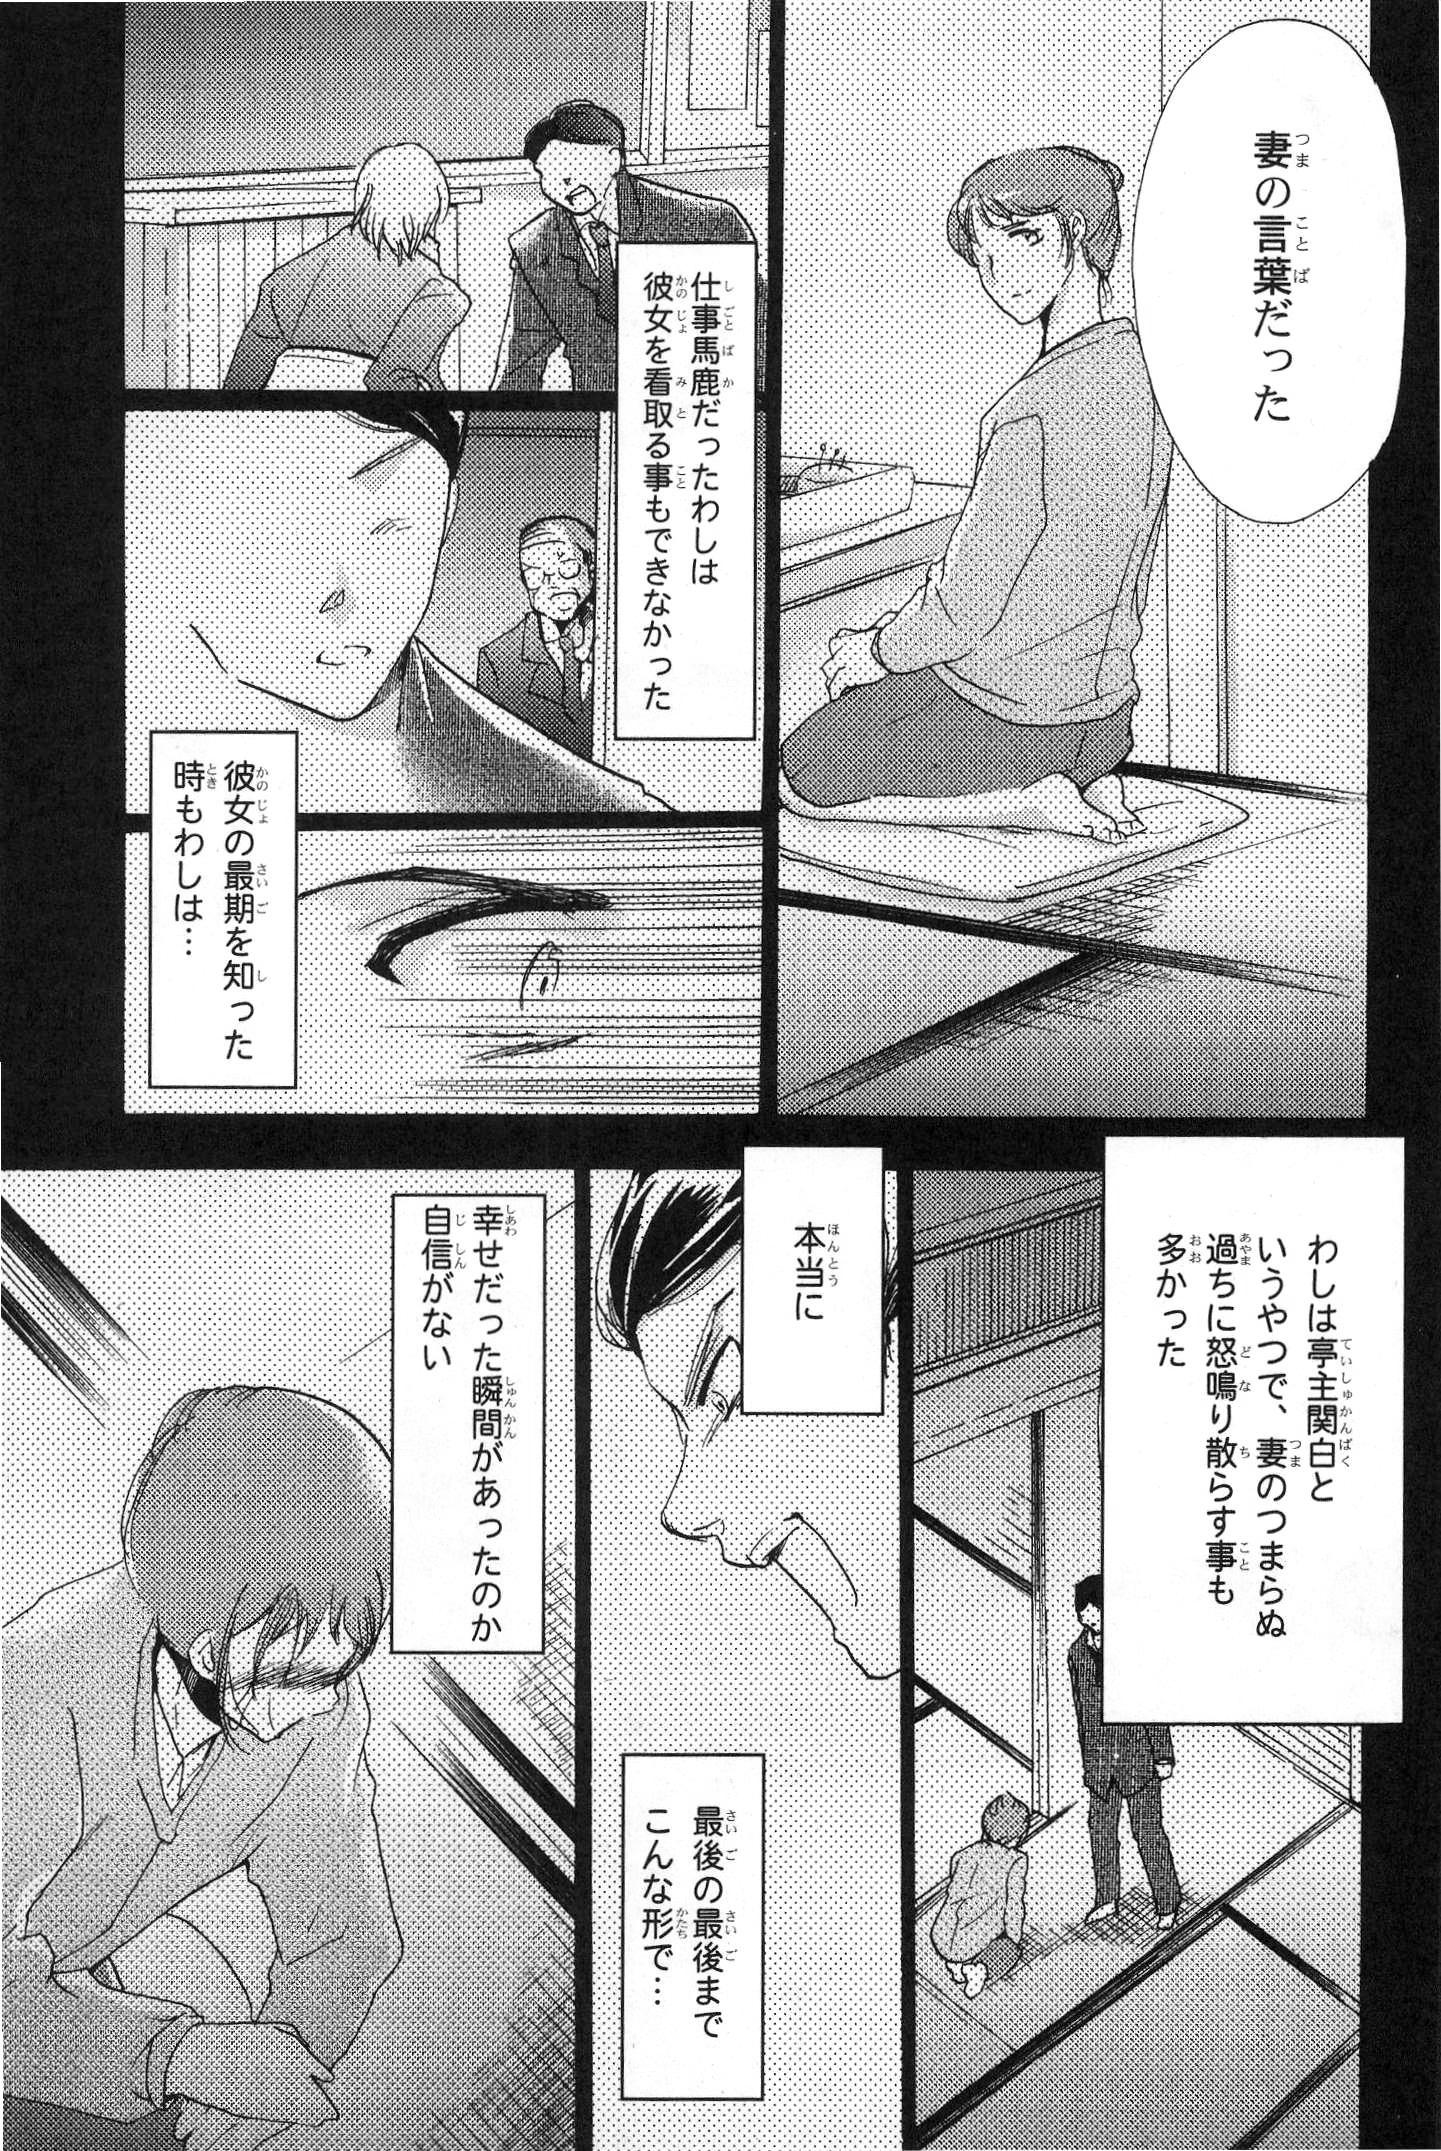 妻の言葉だった
仕事馬鹿だったわしは
彼女を看取る事もできなかった
彼女の最期を知った
時もわしは…
わしは亭主関白と
いうやつで、妻のつまらぬ
過ちに怒鳴り散らす事も
多かった
本当に
最後の最後まで
こんな形で…
幸せだった瞬間があったのか
自信がない